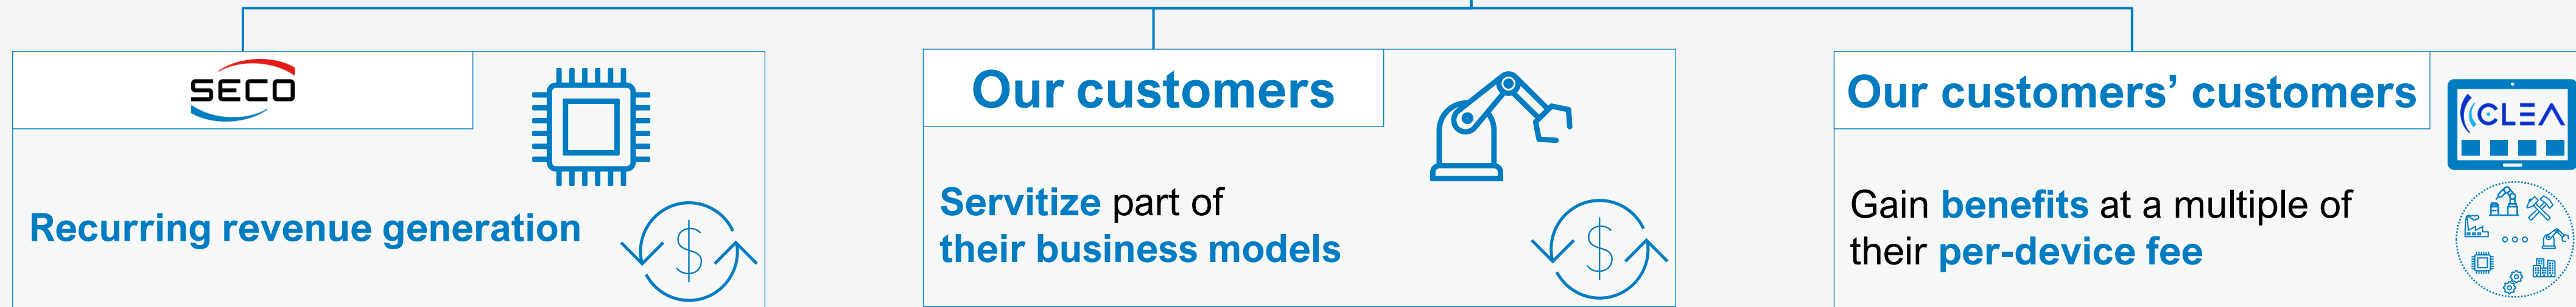 SECO
Recurring revenue generation
Our customers
Servitize part of
their business models
Our customers’ customers
CLEA
Gain benefits at a multiple of
their per-device fee